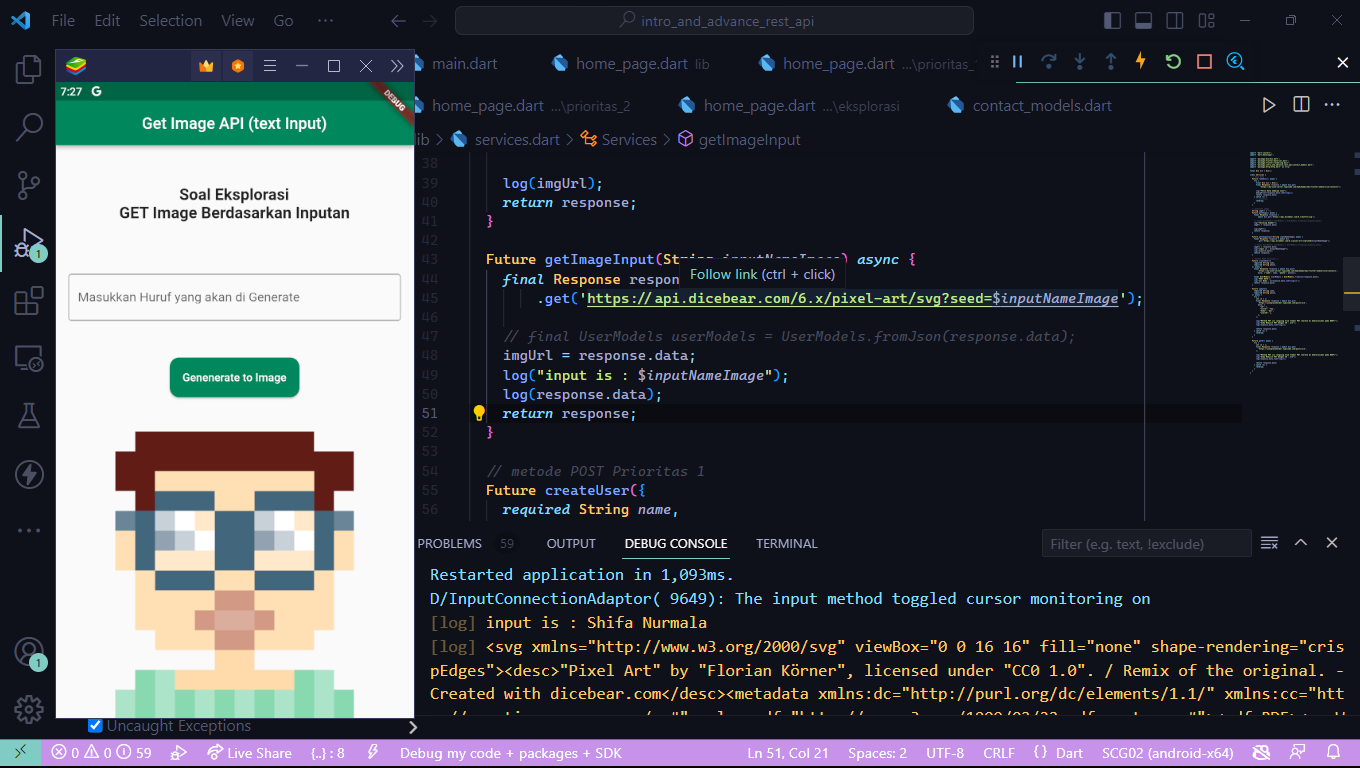 File Edit Selection View Go ··· intro_and_advance_rest_api
main.dart home_page.dart lib home_page.dart ...\prioritas_
home_page.dart ...\prioritas_2 home_page.dart ...\eksplorasi contact_models.dart
lib > services.dart > Services > getImageInput
7:27 G DEBUG
Get Image API (text Input)
Soal Eksplorasi
GET Image Berdasarkan Inputan
Masukkan Huruf yang akan di Generate
Genenerate to Image
38
39 log(imgUrl);
40 return response;
41 }
42
43 Future getImageInput(String inputNameImage) async {
Follow link (ctrl + click)
44 final Response respon
45 .get('https://api.dicebear.com/6.x/pixel-art/svg?seed=$inputNameImage');
46
47 // final UserModels userModels = UserModels.fromJson(response.data);
48 imgUrl = response.data;
49 log("input is : $inputNameImage");
50 log(response.data);
51 return response;
52 }
53
54 // metode POST Prioritas 1
55 Future createUser({
56 required String name,
PROBLEMS 59 OUTPUT DEBUG CONSOLE TERMINAL Filter (e.g. text, !exclude)
Restarted application in 1,093ms.
D/InputConnectionAdaptor( 9649): The input method toggled cursor monitoring on
[log] input is : Shifa Nurmala
[log] <svg xmlns="http://www.w3.org/2000/svg" viewBox="0 0 16 16" fill="none" shape-rendering="cris
pEdges"><desc>"Pixel Art" by "Florian Körner", licensed under "CC0 1.0". / Remix of the original. -
Created with dicebear.com</desc><metadata xmlns:dc="http://purl.org/dc/elements/1.1/" xmlns:cc="htt
Uncaught Exceptions
1
1
0 0 59 Live Share {..} : 8 Debug my code + packages + SDK Ln 51, Col 21 Spaces: 2 UTF-8 CRLF {} Dart SCG02 (android-x64)